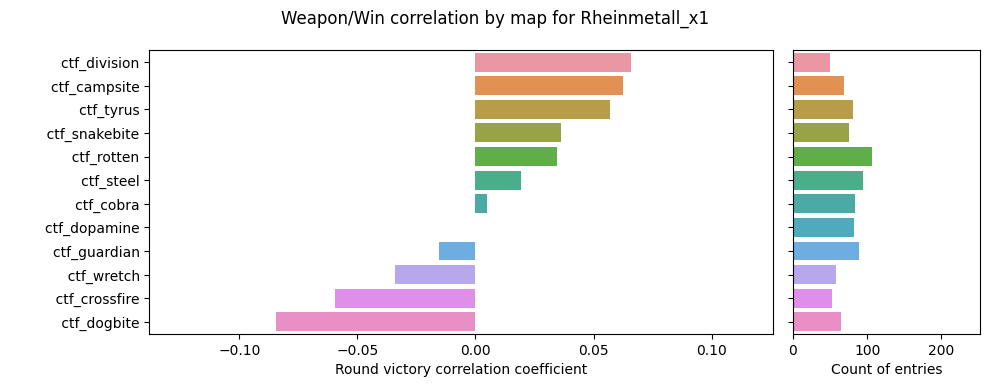 Weapon/Win correlation by map for Rheinmetall_x1
ctf_division
ctf_campsite
ctf_tyrus
ctf_snakebite
ctf_rotten
ctf_steel
ctf_cobra
ctf_dopamine
ctf_guardian
ctf_wretch
ctf_crossfire
ctf_dogbite
−0.10 −0.05 0.00 0.05 0.10
Round victory correlation coefficient
0 100 200
Count of entries